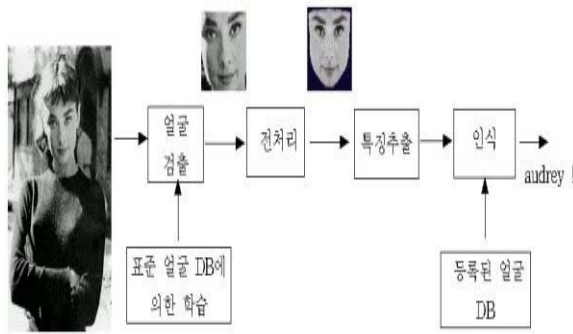 얼굴
검출
전처리
특징추출
인식
audrey !
표준 얼굴 DB에
의한 학습
등록된 얼굴
DB